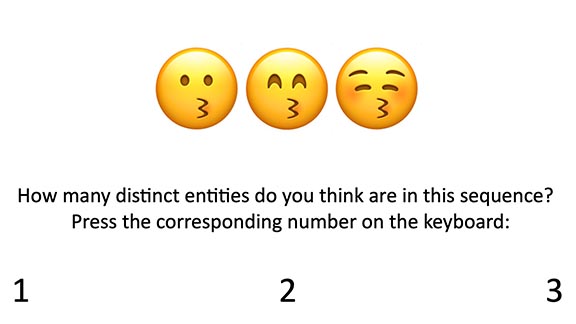 How many distinct entities do you think are in this sequence?
Press the corresponding number on the keyboard:
1 2 3